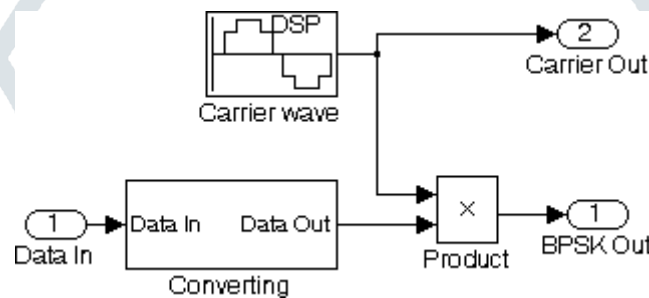 DSP
Carrier wave
2
Carrier Out
1
Data In
Data In
Data Out
Converting
×
Product
1
BPSK Out